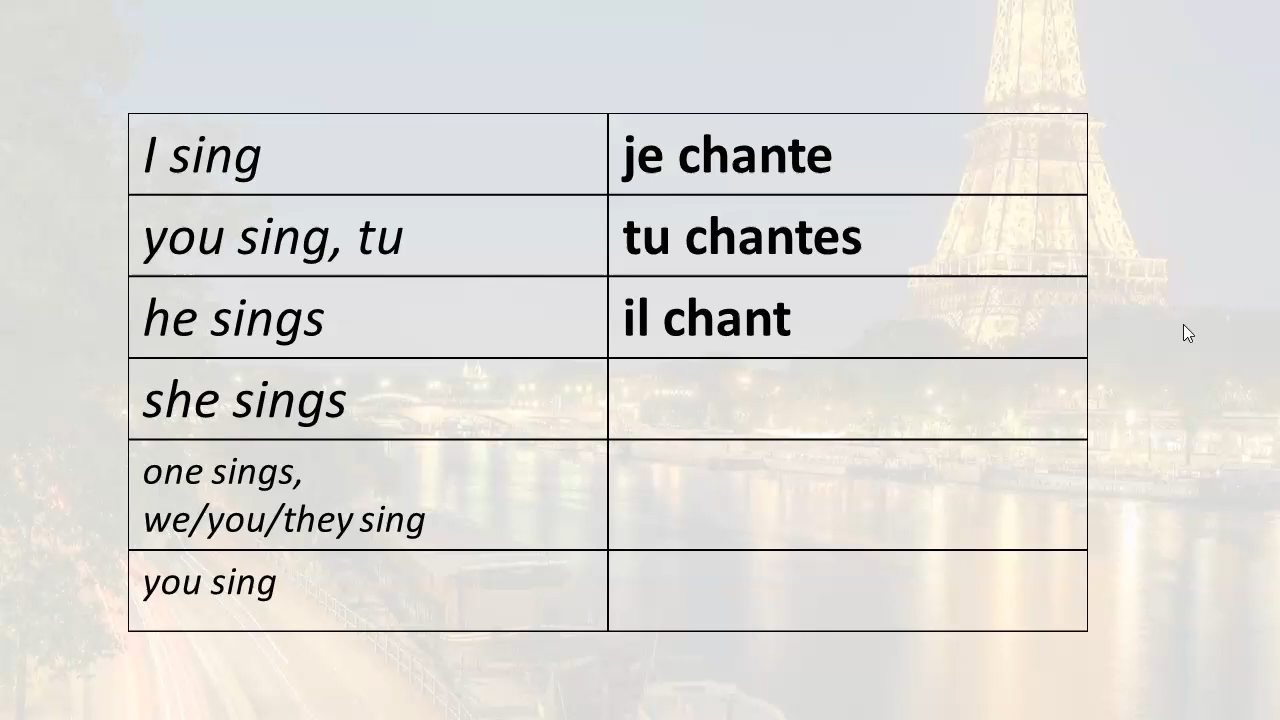 I sing
je chante
you sing, tu
tu chantes
he sings
il chant
she sings
one sings,
we/you/they sing
you sing